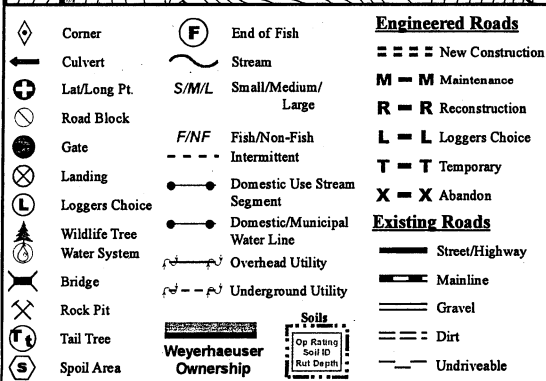 Corner
Culvert
Lat/Long Pt.
Road Block
Gate
Landing
L Loggers Choice
Wildlife Tree
Water System
Bridge
Rock Pit
Tt Tail Tree
S Spoil Area
F End of Fish
Stream
S/M/L Small/Medium/
Large
F/NF Fish/Non-Fish
Intermittent
Domestic Use Stream
Segment
Domestic/Municipal
Water Line
Overhead Utility
Underground Utility
Weyerhaeuser
Ownership
Soils
Op Rating
Soil ID
Rut Depth
Engineered Roads
New Construction
M M Maintenance
R R Reconstruction
L L Loggers Choice
T T Temporary
X X Abandon
Existing Roads
Street/Highway
Mainline
Gravel
Dirt
Undriveable